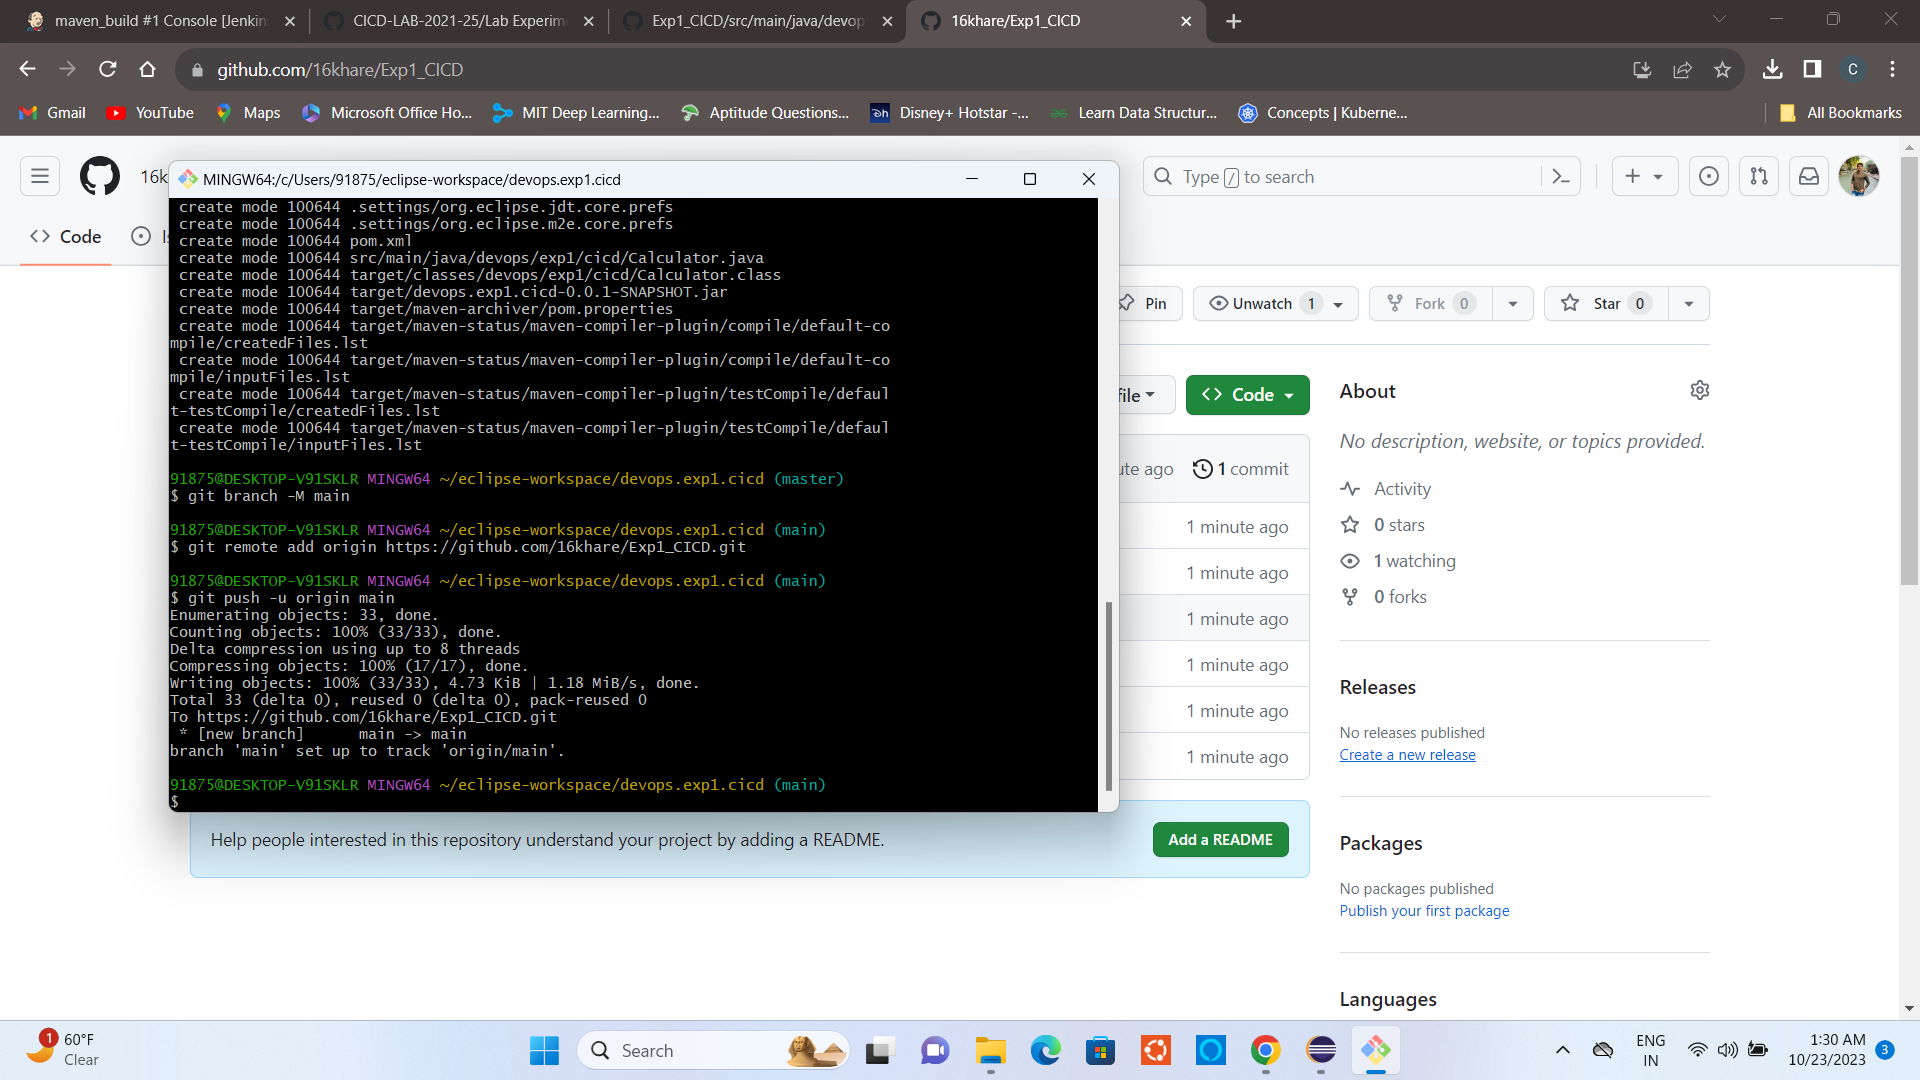 maven_build #1 Console [Jenkin
CICD-LAB-2021-25/Lab Experim
Exp1_CICD/src/main/java/devop
16khare/Exp1_CICD
github.com/16khare/Exp1_CICD
C
Gmail
YouTube
Maps
Microsoft Office Ho...
MIT Deep Learning...
Aptitude Questions...
Disney+ Hotstar -...
Learn Data Structur...
Concepts | Kuberne...
All Bookmarks
16k
MINGW64:/c/Users/91875/eclipse-workspace/devops.exp1.cicd
Type / to search
Code
create mode 100644 .settings/org.eclipse.jdt.core.prefs
create mode 100644 .settings/org.eclipse.m2e.core.prefs
create mode 100644 pom.xml
create mode 100644 src/main/java/devops/exp1/cicd/Calculator.java
create mode 100644 target/classes/devops/exp1/cicd/Calculator.class
create mode 100644 target/devops.exp1.cicd-0.0.1-SNAPSHOT.jar
create mode 100644 target/maven-archiver/pom.properties
create mode 100644 target/maven-status/maven-compiler-plugin/compile/default-co
mpile/createdFiles.lst
create mode 100644 target/maven-status/maven-compiler-plugin/compile/default-co
mpile/inputFiles.lst
create mode 100644 target/maven-status/maven-compiler-plugin/testCompile/defaul
t-testCompile/createdFiles.lst
create mode 100644 target/maven-status/maven-compiler-plugin/testCompile/defaul
t-testCompile/inputFiles.lst
91875@DESKTOP-V91SKLR MINGW64 ~/eclipse-workspace/devops.exp1.cicd (master)
$ git branch -M main
91875@DESKTOP-V91SKLR MINGW64 ~/eclipse-workspace/devops.exp1.cicd (main)
$ git remote add origin https://github.com/16khare/Exp1_CICD.git
91875@DESKTOP-V91SKLR MINGW64 ~/eclipse-workspace/devops.exp1.cicd (main)
$ git push -u origin main
Enumerating objects: 33, done.
Counting objects: 100% (33/33), done.
Delta compression using up to 8 threads
Compressing objects: 100% (17/17), done.
Writing objects: 100% (33/33), 4.73 KiB | 1.18 MiB/s, done.
Total 33 (delta 0), reused 0 (delta 0), pack-reused 0
To https://github.com/16khare/Exp1_CICD.git
* [new branch]      main -> main
branch 'main' set up to track 'origin/main'.
91875@DESKTOP-V91SKLR MINGW64 ~/eclipse-workspace/devops.exp1.cicd (main)
$
Pin
Unwatch 1
Fork 0
Star 0
file
Code
ute ago
1 commit
1 minute ago
1 minute ago
1 minute ago
1 minute ago
1 minute ago
1 minute ago
Help people interested in this repository understand your project by adding a README.
Add a README
About
No description, website, or topics provided.
Activity
0 stars
1 watching
0 forks
Releases
No releases published
Create a new release
Packages
No packages published
Publish your first package
Languages
1
60°F
Clear
Search
ENG
IN
1:30 AM
10/23/2023
3